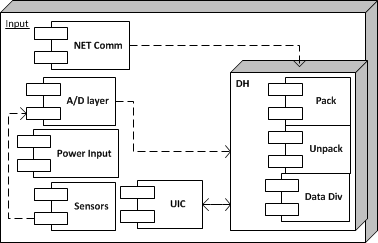 Input
NET Comm
DH
A/D layer
Pack
Power Input
Unpack
Sensors
UIC
Data Div